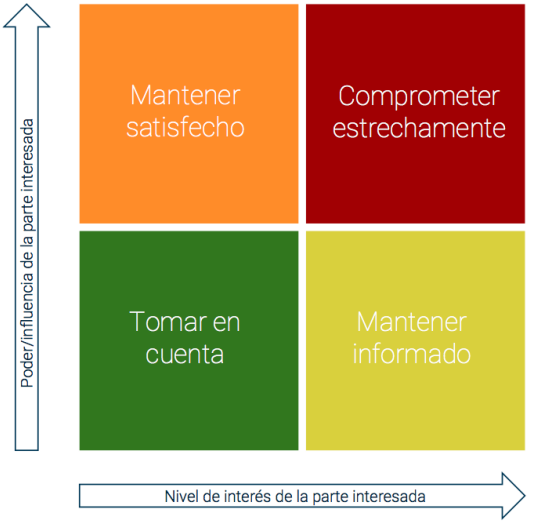 Poder/influencia de la parte interesada
Mantener
satisfecho
Comprometer
estrechamente
Tomar en
cuenta
Mantener
informado
Nivel de interés de la parte interesada